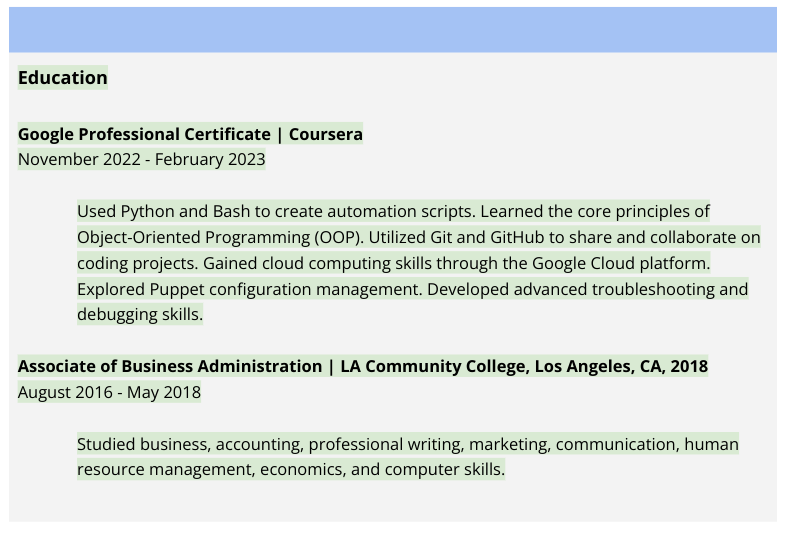 Education
Google Professional Certificate | Coursera
November 2022 - February 2023
Used Python and Bash to create automation scripts. Learned the core principles of
Object-Oriented Programming (OOP). Utilized Git and GitHub to share and collaborate on
coding projects. Gained cloud computing skills through the Google Cloud platform.
Explored Puppet configuration management. Developed advanced troubleshooting and
debugging skills.
Associate of Business Administration | LA Community College, Los Angeles, CA, 2018
August 2016 - May 2018
Studied business, accounting, professional writing, marketing, communication, human
resource management, economics, and computer skills.